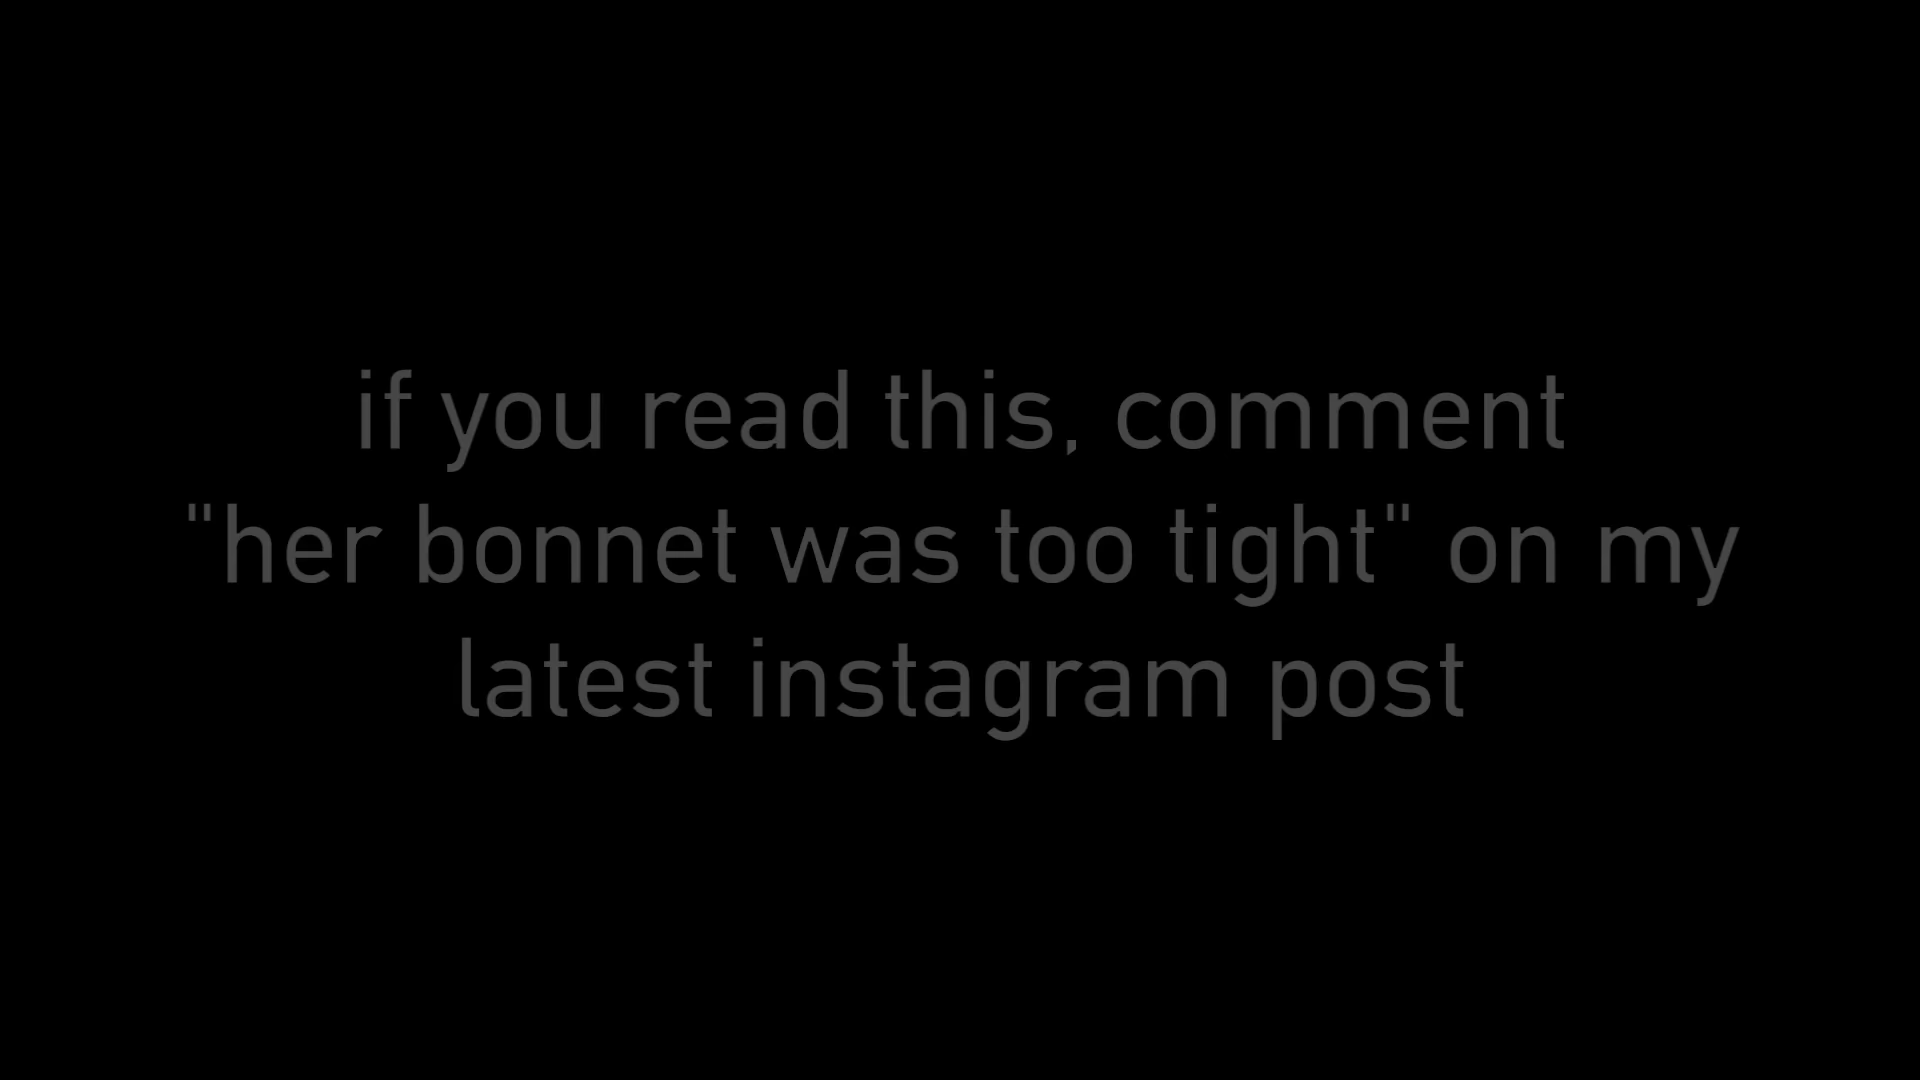 if you read this, comment
"her bonnet was too tight" on my
latest instagram post